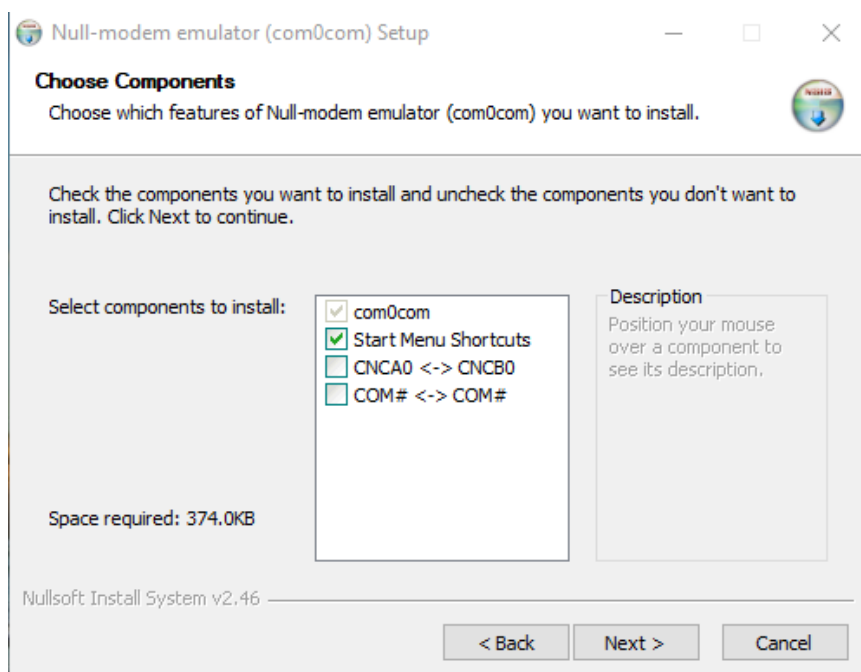 Null-modem emulator (com0com) Setup
Choose Components
Choose which features of Null-modem emulator (com0com) you want to install.
Check the components you want to install and uncheck the components you don't want to
install. Click Next to continue.
Select components to install:
com0com
Start Menu Shortcuts
CNCA0 <-> CNCB0
COM# <-> COM#
Description
Position your mouse
over a component to
see its description.
Space required: 374.0KB
Nullsoft Install System v2.46
< Back
Next >
Cancel